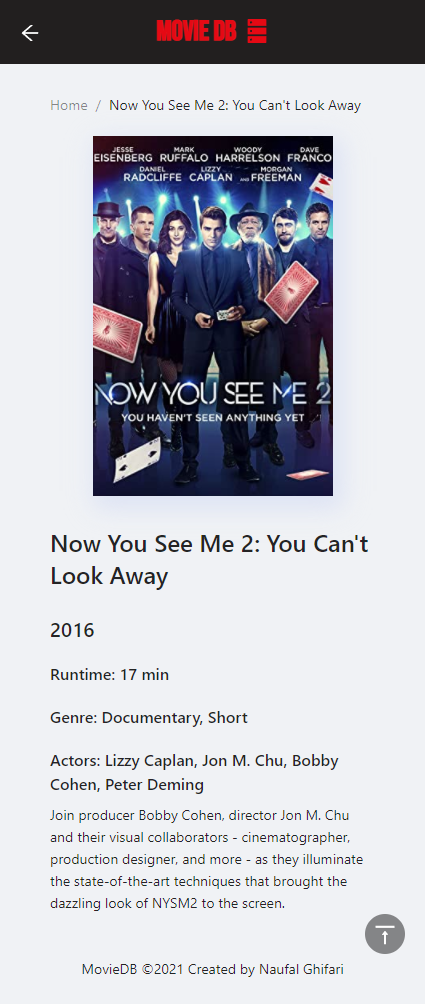 MOVIE DB
Home / Now You See Me 2: You Can't Look Away
JESSE EISENBERG MARK RUFFALO WOODY HARRELSON DAVE FRANCO
DANIEL RADCLIFFE LIZZY CAPLAN AND MORGAN FREEMAN
NOW YOU SEE ME 2
YOU HAVEN'T SEEN ANYTHING YET
Now You See Me 2: You Can't
Look Away
2016
Runtime: 17 min
Genre: Documentary, Short
Actors: Lizzy Caplan, Jon M. Chu, Bobby
Cohen, Peter Deming
Join producer Bobby Cohen, director Jon M. Chu
and their visual collaborators - cinematographer,
production designer, and more - as they illuminate
the state-of-the-art techniques that brought the
dazzling look of NYSM2 to the screen.
MovieDB ©2021 Created by Naufal Ghifari